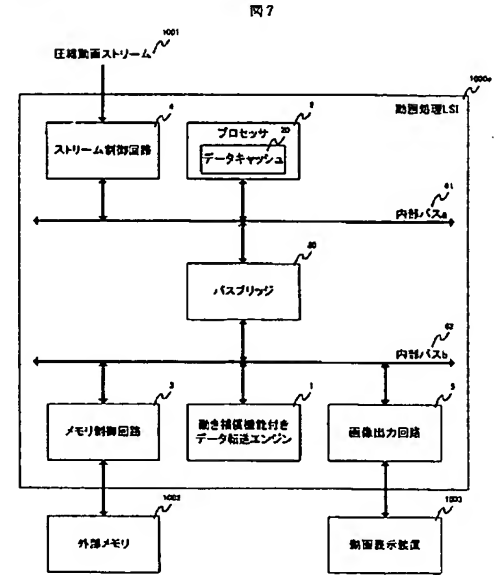 図7
1001
圧縮動画ストリーム
1000e
動画処理LSI
4
ストリーム制御回路
プロセッサ
20
データキャッシュ
61
内部バスa
80
バスブリッジ
62
内部バスb
3
メモリ制御回路
1
動き補償機能付き
データ転送エンジン
5
画像出力回路
1002
外部メモリ
1003
動画表示装置